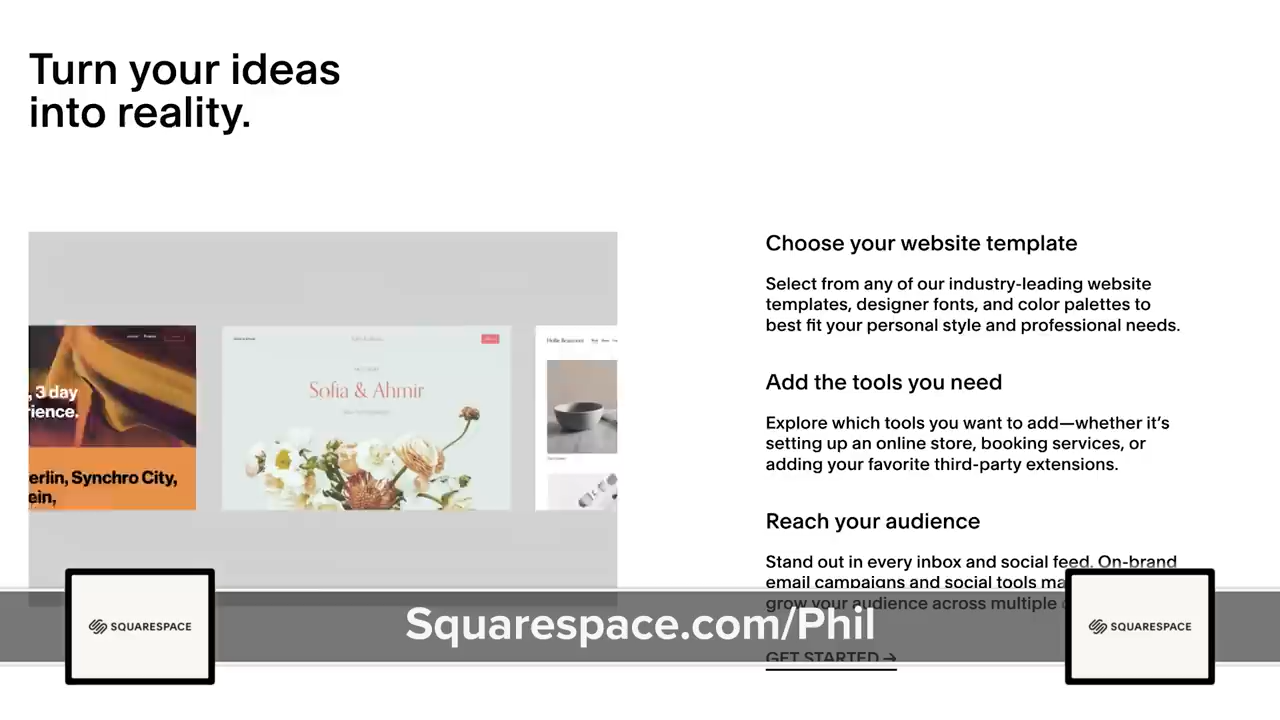 Turn your ideas
into reality.
Choose your website template
Select from any of our industry-leading website
templates, designer fonts, and color palettes to
best fit your personal style and professional needs.
Add the tools you need
Explore which tools you want to add—whether it's
setting up an online store, booking services, or
adding your favorite third-party extensions.
Reach your audience
Stand out in every inbox and social feed. On-brand
email campaigns and social tools
grow your audience across multiple
GET STARTED →
, 3 day
rience.
erlin, Synchro City,
ein,
Sofia & Ahmir
Hollis Beaumont
SQUARESPACE
Squarespace.com/Phil
SQUARESPACE